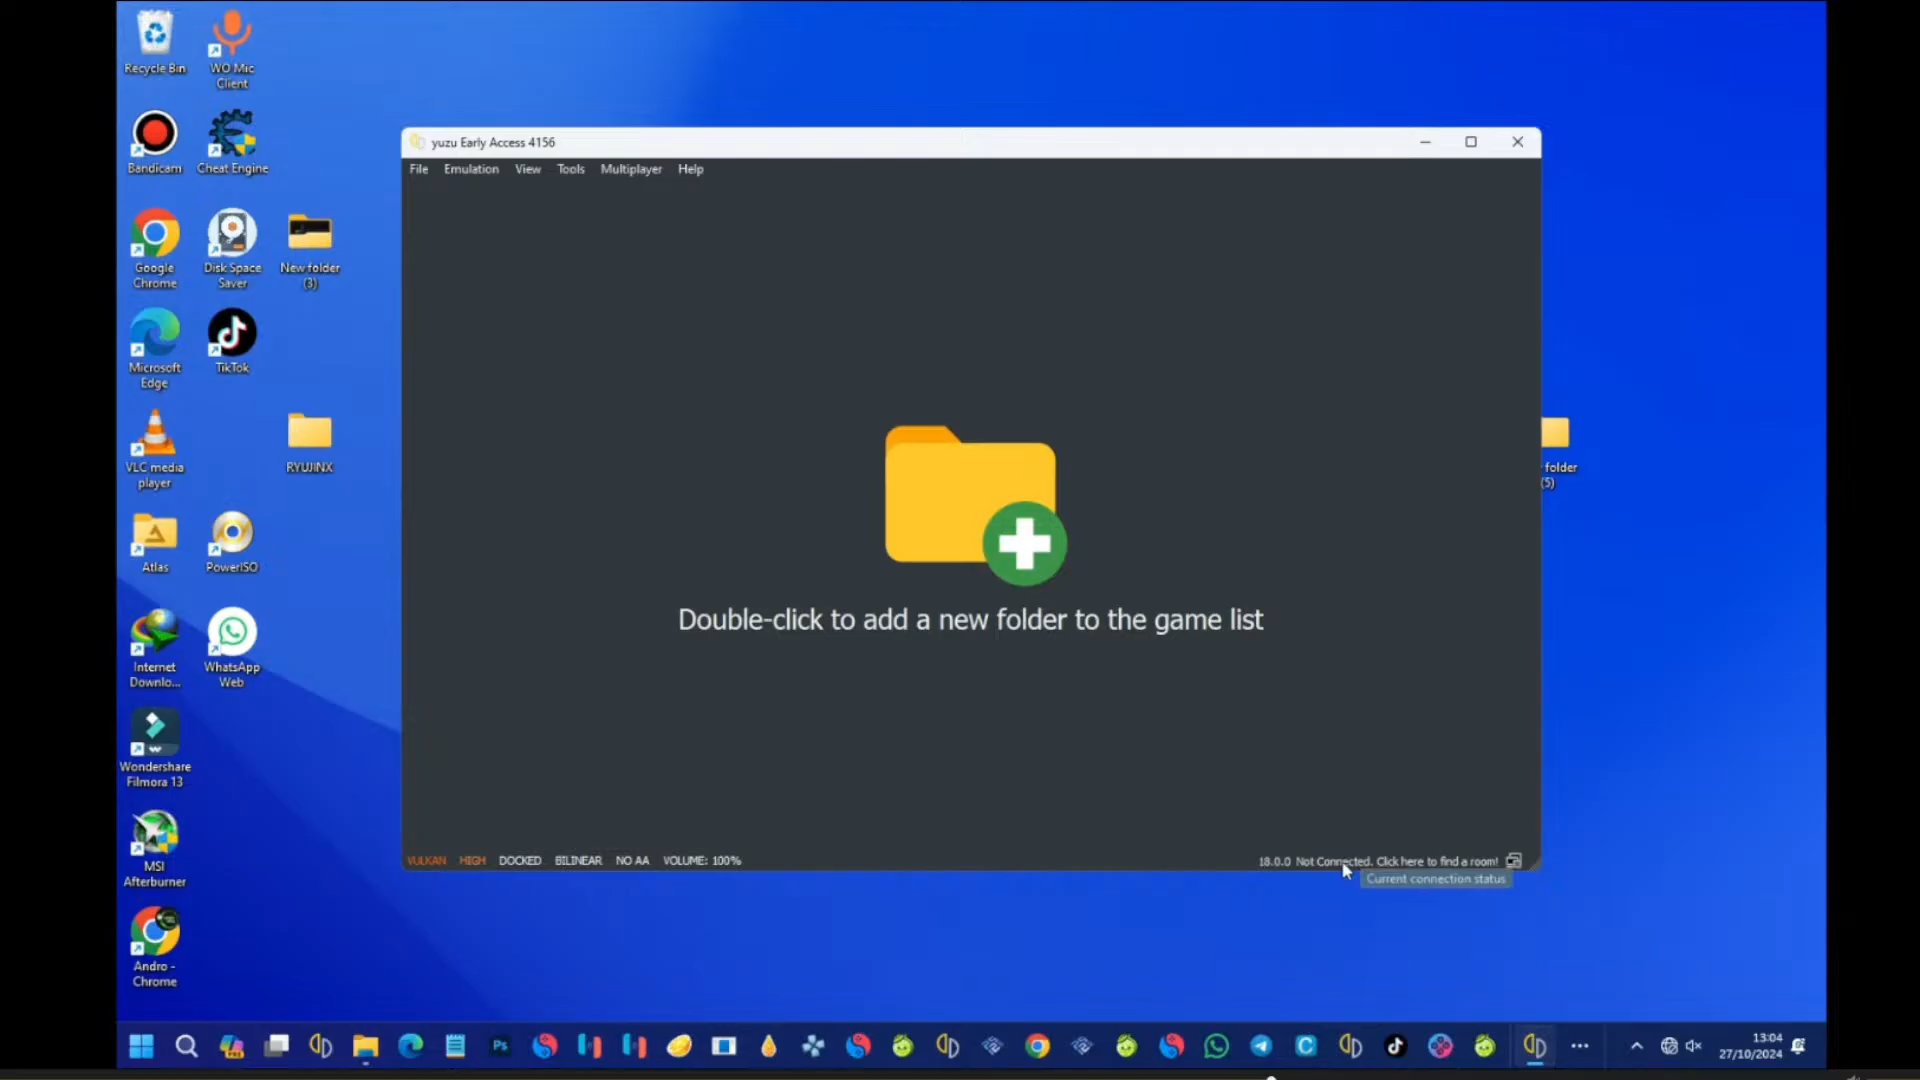 Recycle Bin
WO Mic
Client
Bandicam
Cheat Engine
Google
Chrome
Disk Space
Saver
New folder
(3)
Microsoft
Edge
TikTok
VLC media
player
RYUJINX
Atlas
PowerISO
Internet
Downlo...
WhatsApp
Web
Wondershare
Filmora 13
MSI
Afterburner
Andro -
Chrome
yuzu Early Access 4156
File Emulation View Tools Multiplayer Help
Double-click to add a new folder to the game list
VULKAN HIGH DOCKED BILINEAR NO AA VOLUME: 100%
18.0.0 Not Connected. Click here to find a room!
Current connection status
folder
(5)
PRE
Ps
13:04
27/10/2024